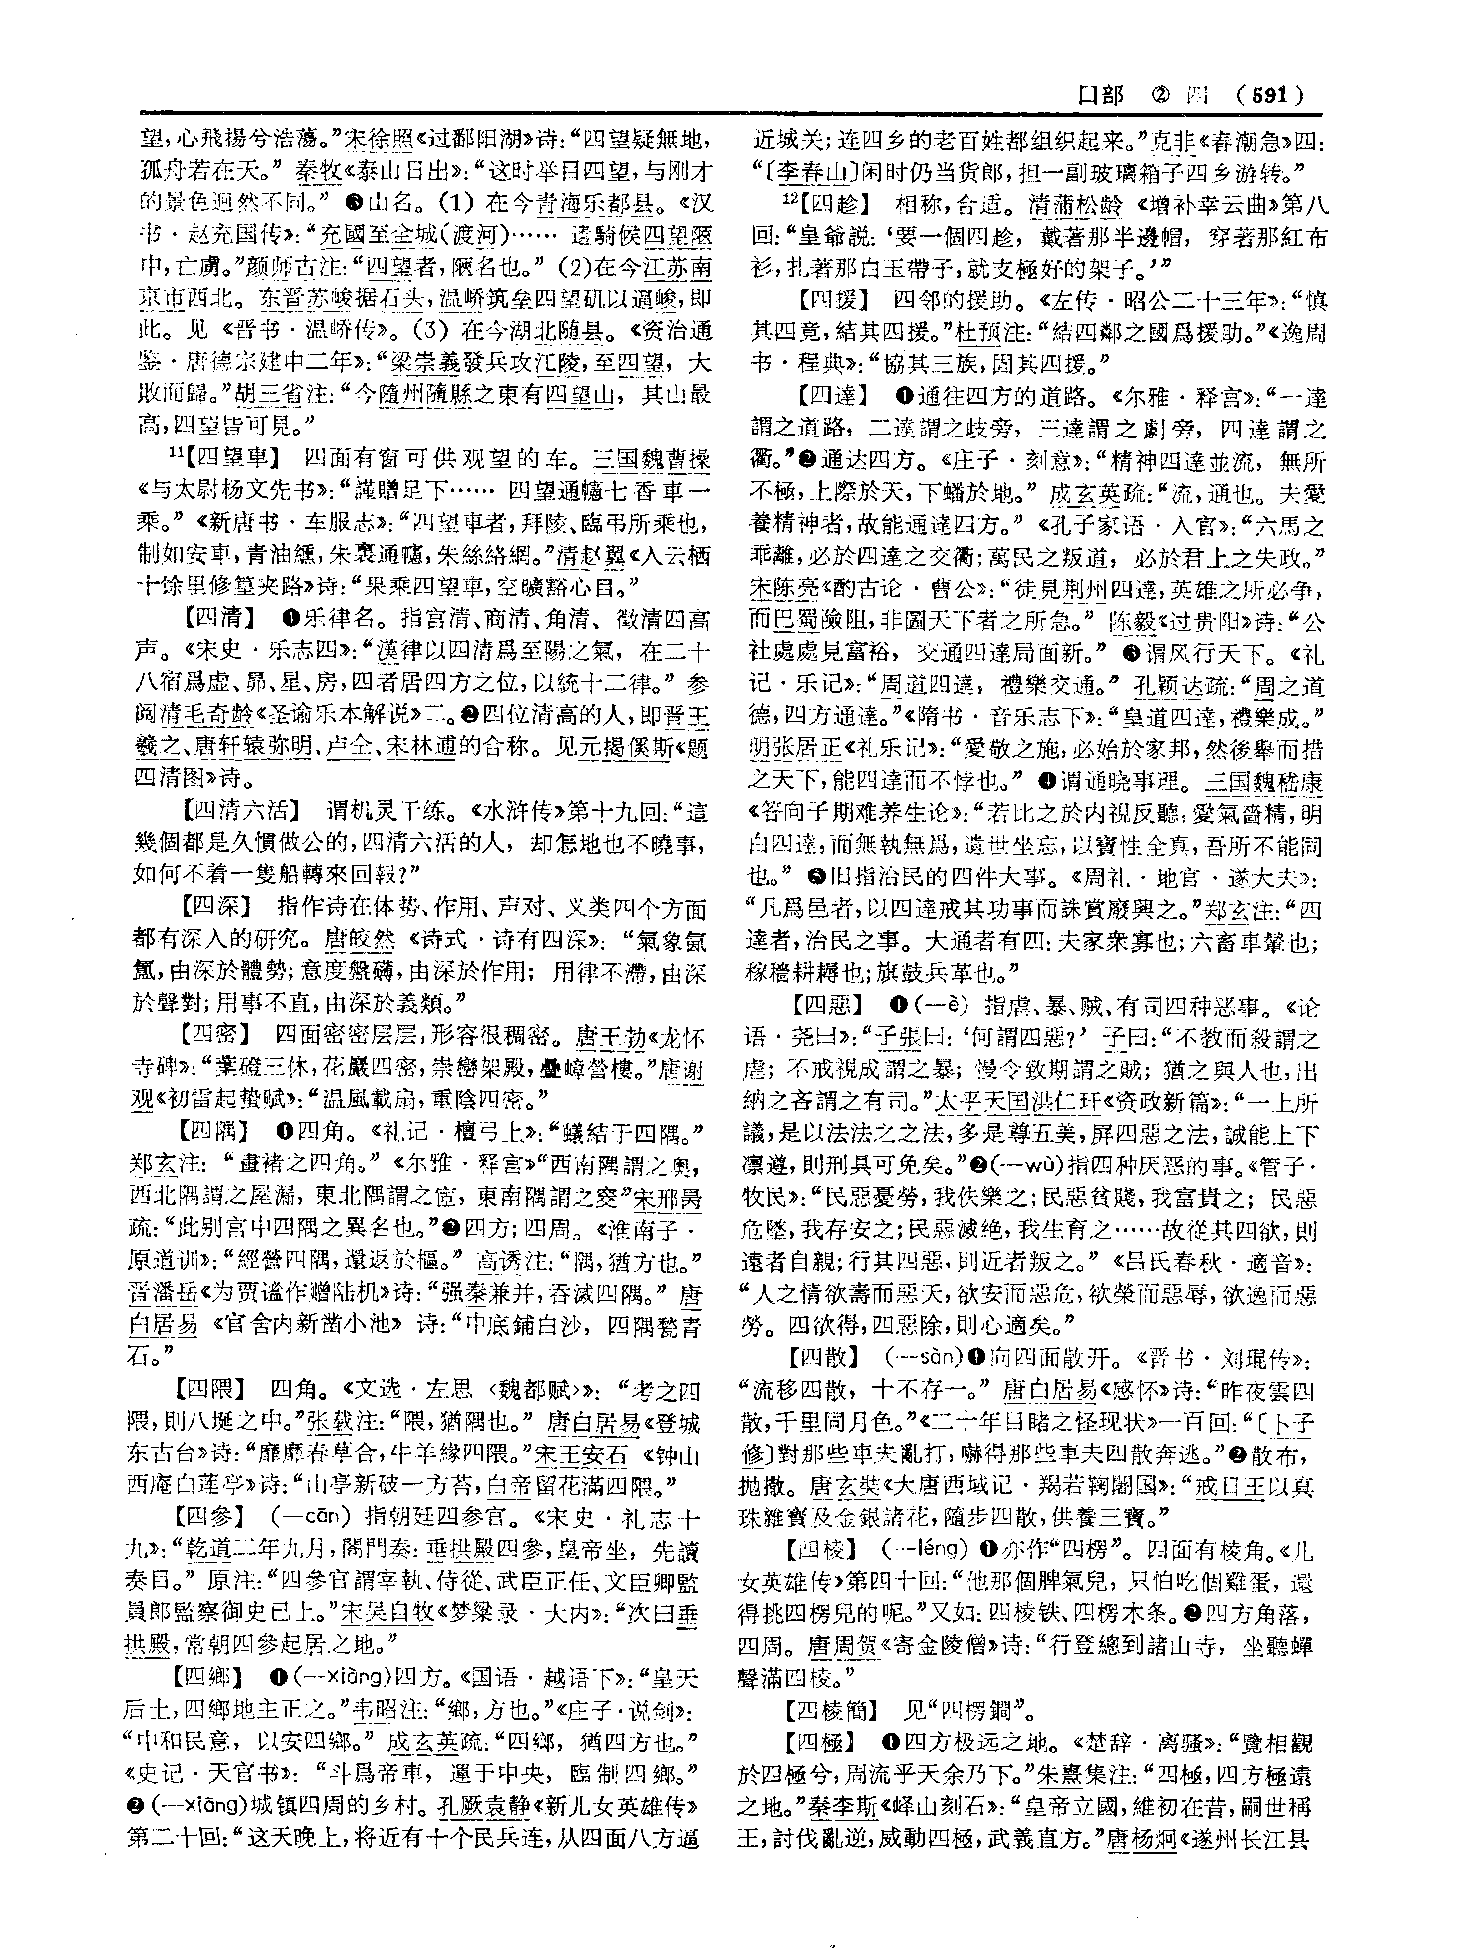 口部 ② 四 (591)
望,心飛揚兮浩蕩。”宋徐照《过鄱阳湖》诗:“四望疑無地,
孤舟若在天。” 秦牧《泰山日出》:“这时举目四望,与刚才
的景色迥然不同。” ❸山名。(1) 在今青海乐都县。《汉
书·赵充国传》:“充國至金城(渡河)…… 遣騎候四望陿
中,亡虜。”颜师古注:“四望者,陿名也。” (2)在今江苏南
京市西北。 东晋苏峻据石头,温峤筑垒四望矶以逼峻,即
此。见 《晋书·温峤传》。(3) 在今湖北随县。《资治通
鉴·唐德宗建中二年》:“梁崇義發兵攻江陵,至四望, 大
敗而歸。”胡三省注:“今隨州隨縣之東有四望山, 其山最
高,四望皆可見。”
11【四望車】 四面有窗可供观望的车。三国魏曹操
《与太尉杨文先书》:“謹贈足下…… 四望通幰七香車一
乘。” 《新唐书·车服志》:“四望車者,拜陵、臨弔所乘也,
制如安車,青油纁,朱裏通幰,朱絲絡網。”清赵翼《入云栖
十馀里修篁夹路》诗:“果乘四望車,空曠豁心目。”
【四清】 ❶乐律名。指宫清、商清、角清、徵清四高
声。《宋史·乐志四》:“漢律以四清爲至陽之氣, 在二十
八宿爲虚、昴、星、房,四者居四方之位,以統十二律。” 参
阅清毛奇龄《圣谕乐本解说》二。❷四位清高的人,即晋王
羲之、唐轩辕弥明、卢仝、宋林逋的合称。见元揭傒斯《题
四清图》诗。
【四清六活】 谓机灵干练。《水浒传》第十九回:“這
幾個都是久慣做公的,四清六活的人, 却怎地也不曉事,
如何不着一隻船轉來回報?”
【四深】 指作诗在体势、作用、声对、义类四个方面
都有深入的研究。唐皎然 《诗式·诗有四深》: “氣象氤
氲,由深於體勢;意度盤礴,由深於作用; 用律不滯,由深
於聲對;用事不直,由深於義類。”
【四密】 四面密密层层,形容很稠密。唐王勃《龙怀
寺碑》:“葉磴三休,花巖四密,崇巒架殿,疊嶂營樓。”唐谢
观《初雷起蛰赋》:“温風載扇,重陰四密。”
【四隅】 ❶四角。《礼记·檀弓上》:“蟻結于四隅。”
郑玄注: “畫褚之四角。” 《尔雅·释宫》“西南隅謂之奥,
西北隅謂之屋漏, 東北隅謂之宧, 東南隅謂之窔”宋邢昺
疏:“此别宫中四隅之異名也。”❷四方;四周。《淮南子·
原道训》:“經營四隅,還返於樞。” 高诱注:“隅,猶方也。”
晋潘岳《为贾谧作赠陆机》诗:“强秦兼并,吞滅四隅。” 唐
白居易 《官舍内新凿小池》 诗:“中底鋪白沙, 四隅甃青
石。”
【四隈】 四角。《文选·左思〈魏都赋〉》: “考之四
隈,則八埏之中。”张载注:“隈,猶隅也。” 唐白居易《登城
东古台》诗:“靡靡春草合,牛羊緣四隈。”宋王安石 《钟山
西庵白莲亭》诗:“山亭新破一方苔,白帝留花滿四隈。”
【四參】 (—cān) 指朝廷四参官。《宋史·礼志十
九》:“乾道二年九月,閤門奏:垂拱殿四參,皇帝坐, 先讀
奏目。” 原注:“四參官謂宰執、侍從、武臣正任、文臣卿監
員郎監察御史已上。”宋吴自牧《梦粱录·大内》:“次曰垂
拱殿,常朝四參起居之地。”
【四鄉】 ❶(—xiàng)四方。《国语·越语下》:“皇天
后土,四鄉地主正之。”韦昭注:“鄉,方也。”《庄子·说剑》:
“中和民意, 以安四鄉。” 成玄英疏:“四鄉, 猶四方也。”
《史记·天官书》: “斗爲帝車, 運于中央, 臨制四鄉。”
❷(—xiāng)城镇四周的乡村。孔厥袁静《新儿女英雄传》
第二十回:“这天晚上,将近有十个民兵连,从四面八方逼
近城关;连四乡的老百姓都组织起来。”克非《春潮急》四:
“〔李春山〕闲时仍当货郎,担一副玻璃箱子四乡游转。”
12【四趁】 相称,合适。清蒲松龄 《增补幸云曲》第八
回:“皇爺説:‘要一個四趁, 戴著那半邊帽, 穿著那紅布
衫,扎著那白玉帶子,就支極好的架子。’”
【四援】 四邻的援助。《左传·昭公二十三年》:“慎
其四竟,結其四援。”杜预注:“結四鄰之國爲援助。”《逸周
书·程典》:“協其三族,固其四援。”
【四達】 ❶通往四方的道路。《尔雅·释宫》:“一達
謂之道路, 二達謂之歧旁, 三達謂之劇旁, 四達謂之
衢。”❷通达四方。《庄子·刻意》:“精神四達並流, 無所
不極,上際於天,下蟠於地。” 成玄英疏:“流,通也。夫愛
養精神者,故能通達四方。” 《孔子家语·入官》:“六馬之
乖離,必於四達之交衢;萬民之叛道, 必於君上之失政。”
宋陈亮《酌古论·曹公》:“徒見荆州四達,英雄之所必争,
而巴蜀險阻,非圖天下者之所急。” 陈毅《过贵阳》诗:“公
社處處見富裕, 交通四達局面新。” ❸谓风行天下。《礼
记·乐记》:“周道四達, 禮樂交通。” 孔颖达疏:“周之道
德,四方通達。”《隋书·音乐志下》:“皇道四達,禮樂成。”
明张居正《礼乐记》:“愛敬之施,必始於家邦,然後舉而措
之天下,能四達而不悖也。” ❹谓通晓事理。三国魏嵇康
《答向子期难养生论》:“若比之於内視反聽,愛氣嗇精,明
白四達,而無執無爲,遺世坐忘,以寶性全真,吾所不能同
也。” ❺旧指治民的四件大事。《周礼·地官·遂大夫》:
“凡爲邑者,以四達戒其功事而誅賞廢興之。”郑玄注:“四
達者,治民之事。大通者有四:夫家衆寡也;六畜車輦也;
稼穡耕耨也;旗鼓兵革也。”
【四惡】 ❶(—è) 指虐、暴、贼、有司四种恶事。《论
语·尧曰》:“子張曰:‘何謂四惡?’ 子曰:“不教而殺謂之
虐; 不戒視成謂之暴; 慢令致期謂之賊; 猶之與人也,出
納之吝謂之有司。”太平天国洪仁玕《资政新篇》:“一上所
議,是以法法之之法,多是尊五美,屏四惡之法,誠能上下
凛遵,則刑具可免矣。”❷(—wù)指四种厌恶的事。《管子·
牧民》:“民惡憂勞,我佚樂之;民惡貧賤,我富貴之; 民惡
危墜,我存安之;民惡滅絶,我生育之……故從其四欲,則
遠者自親;行其四惡,則近者叛之。” 《吕氏春秋·適音》:
“人之情欲壽而惡夭,欲安而惡危,欲榮而惡辱,欲逸而惡
勞。四欲得,四惡除,則心適矣。”
【四散】 (—sàn)❶向四面散开。《晋书·刘琨传》:
“流移四散, 十不存一。” 唐白居易《感怀》诗:“昨夜雲四
散,千里同月色。”《二十年目睹之怪现状》一百回:“〔卜子
修〕對那些車夫亂打,嚇得那些車夫四散奔逃。”❷散布,
抛撒。唐玄奘《大唐西域记·羯若鞠闍国》:“戒日王以真
珠雜寶及金銀諸花,隨步四散,供養三寶。”
【四棱】 (—léng) ❶亦作“四楞”。四面有棱角。《儿
女英雄传》第四十回:“他那個脾氣兒, 只怕吃個雞蛋, 還
得挑四楞兒的呢。”又如:四棱铁、四楞木条。❷四方角落,
四周。唐周贺《寄金陵僧》诗:“行登總到諸山寺, 坐聽蟬
聲滿四棱。”
【四棱簡】 见“四楞鐧”。
【四極】 ❶四方极远之地。《楚辞·离骚》:“覽相觀
於四極兮,周流乎天余乃下。”朱熹集注:“四極,四方極遠
之地。”秦李斯《峄山刻石》:“皇帝立國,維初在昔,嗣世稱
王,討伐亂逆,威動四極,武義直方。”唐杨炯《遂州长江县